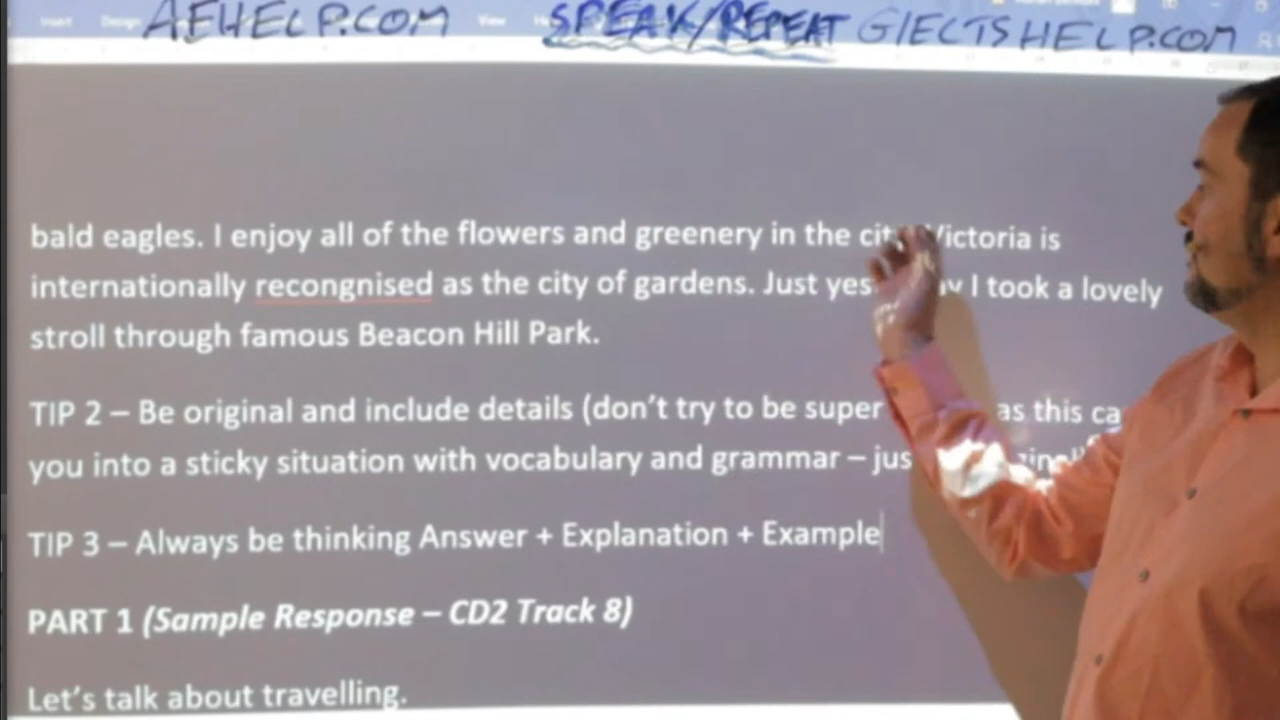 Insert Design View
AEHELP.COM SPEAK/REPEAT GIELTSHELP.COM
bald eagles. I enjoy all of the flowers and greenery in the Victoria is
internationally recongnised as the city of gardens. Just I took a lovely
stroll through famous Beacon Hill Park.
TIP 2 – Be original and include details (don't try to be super as this
you into a sticky situation with vocabulary and grammar –
TIP 3 – Always be thinking Answer + Explanation + Example
PART 1 (Sample Response – CD2 Track 8)
Let's talk about travelling.